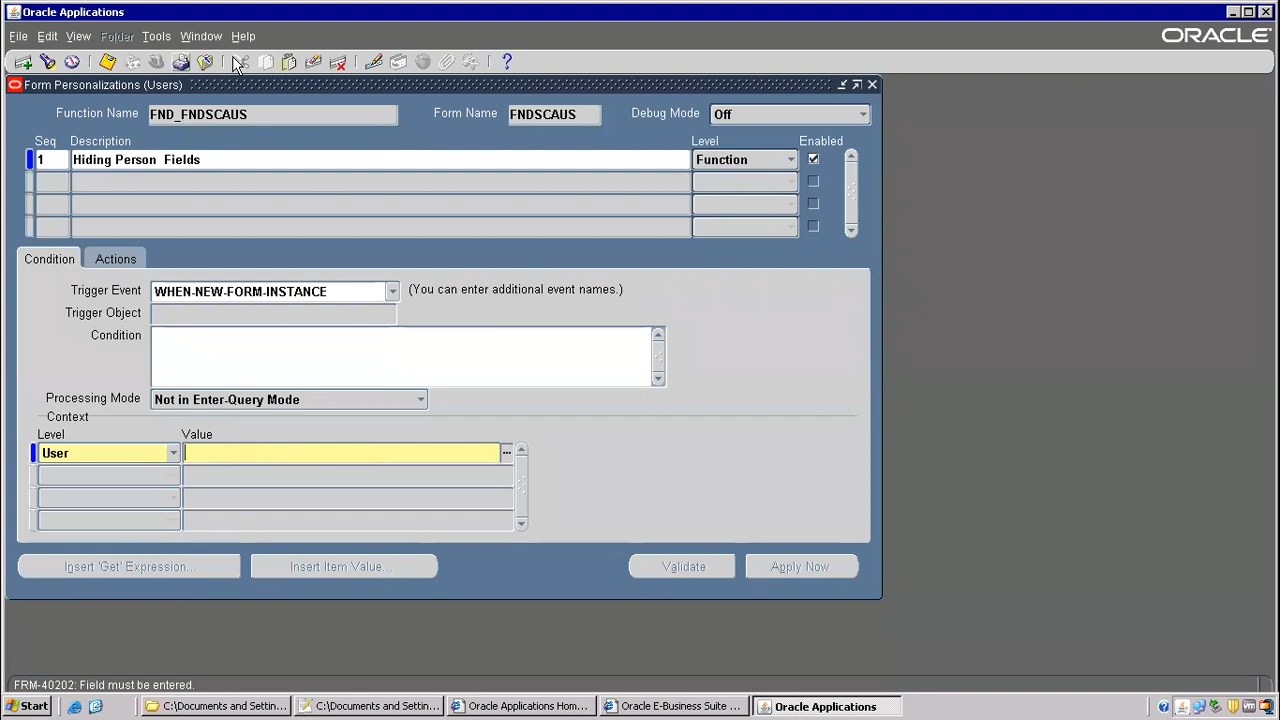 Oracle Applications
File Edit View Folder Tools Window Help
ORACLE
Form Personalizations (Users)
Function Name FND_FNDSCAUS Form Name FNDSCAUS Debug Mode Off
Seq Description Level Enabled
1 Hiding Person Fields Function
Condition Actions
Trigger Event WHEN-NEW-FORM-INSTANCE (You can enter additional event names.)
Trigger Object
Condition
Processing Mode Not in Enter-Query Mode
Context
Level Value
User
Insert 'Get' Expression... Insert Item Value... Validate Apply Now
FRM-40202: Field must be entered.
Start C:\Documents and Settin... C:\Documents and Settin... Oracle Applications Hom... Oracle E-Business Suite ... Oracle Applications